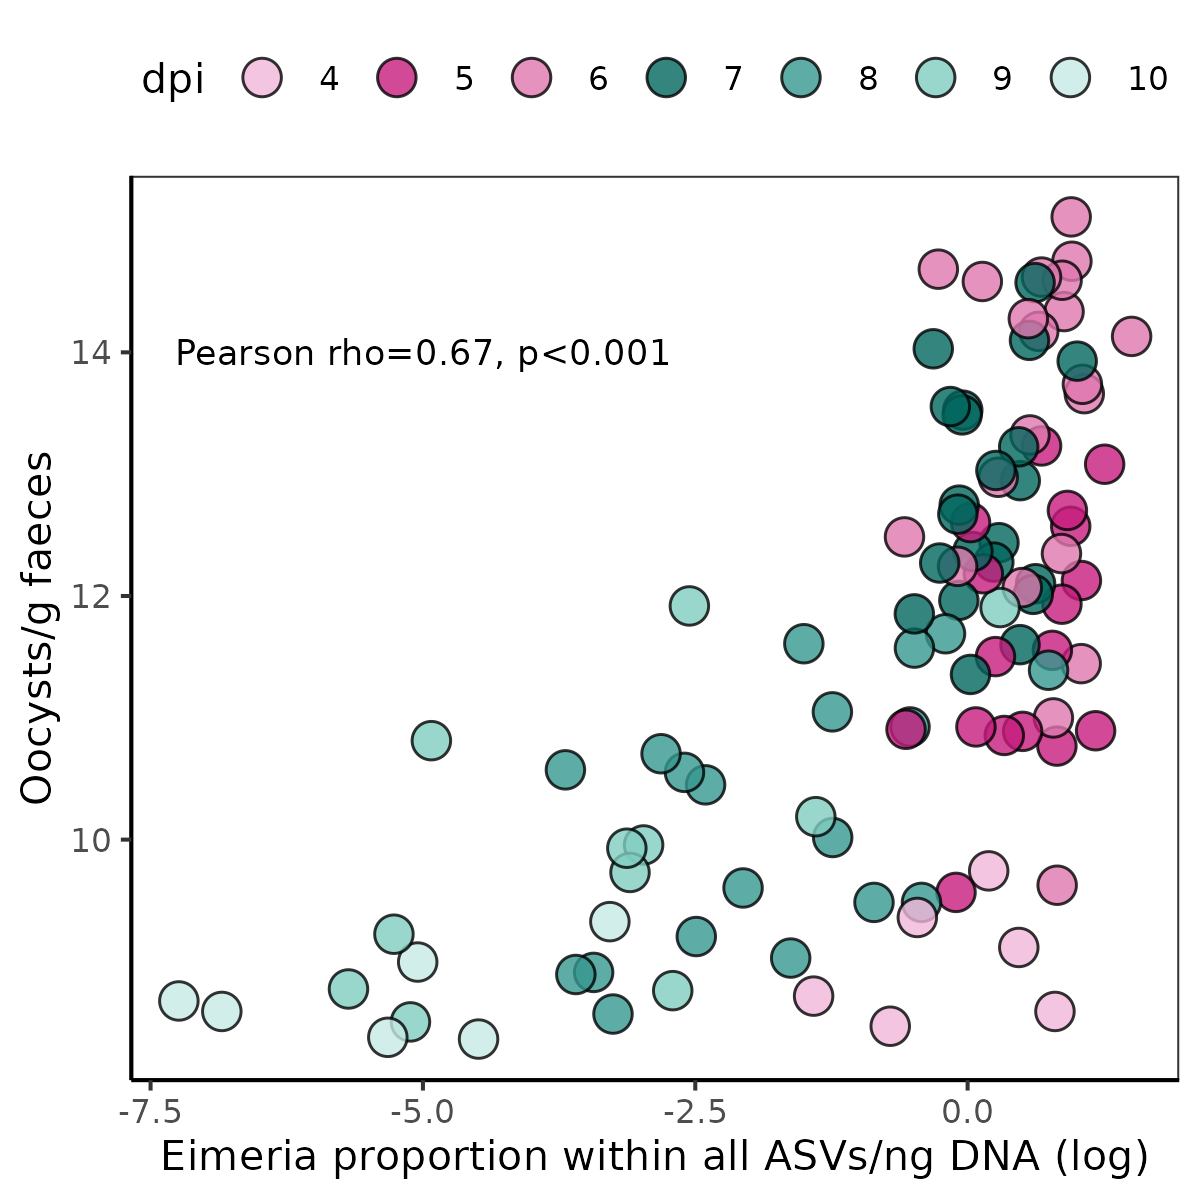 dpi 4 5 6 7 8 9 10
Pearson rho=0.67, p<0.001
Oocysts/g faeces
14
12
10
-7.5 -5.0 -2.5 0.0
Eimeria proportion within all ASVs/ng DNA (log)